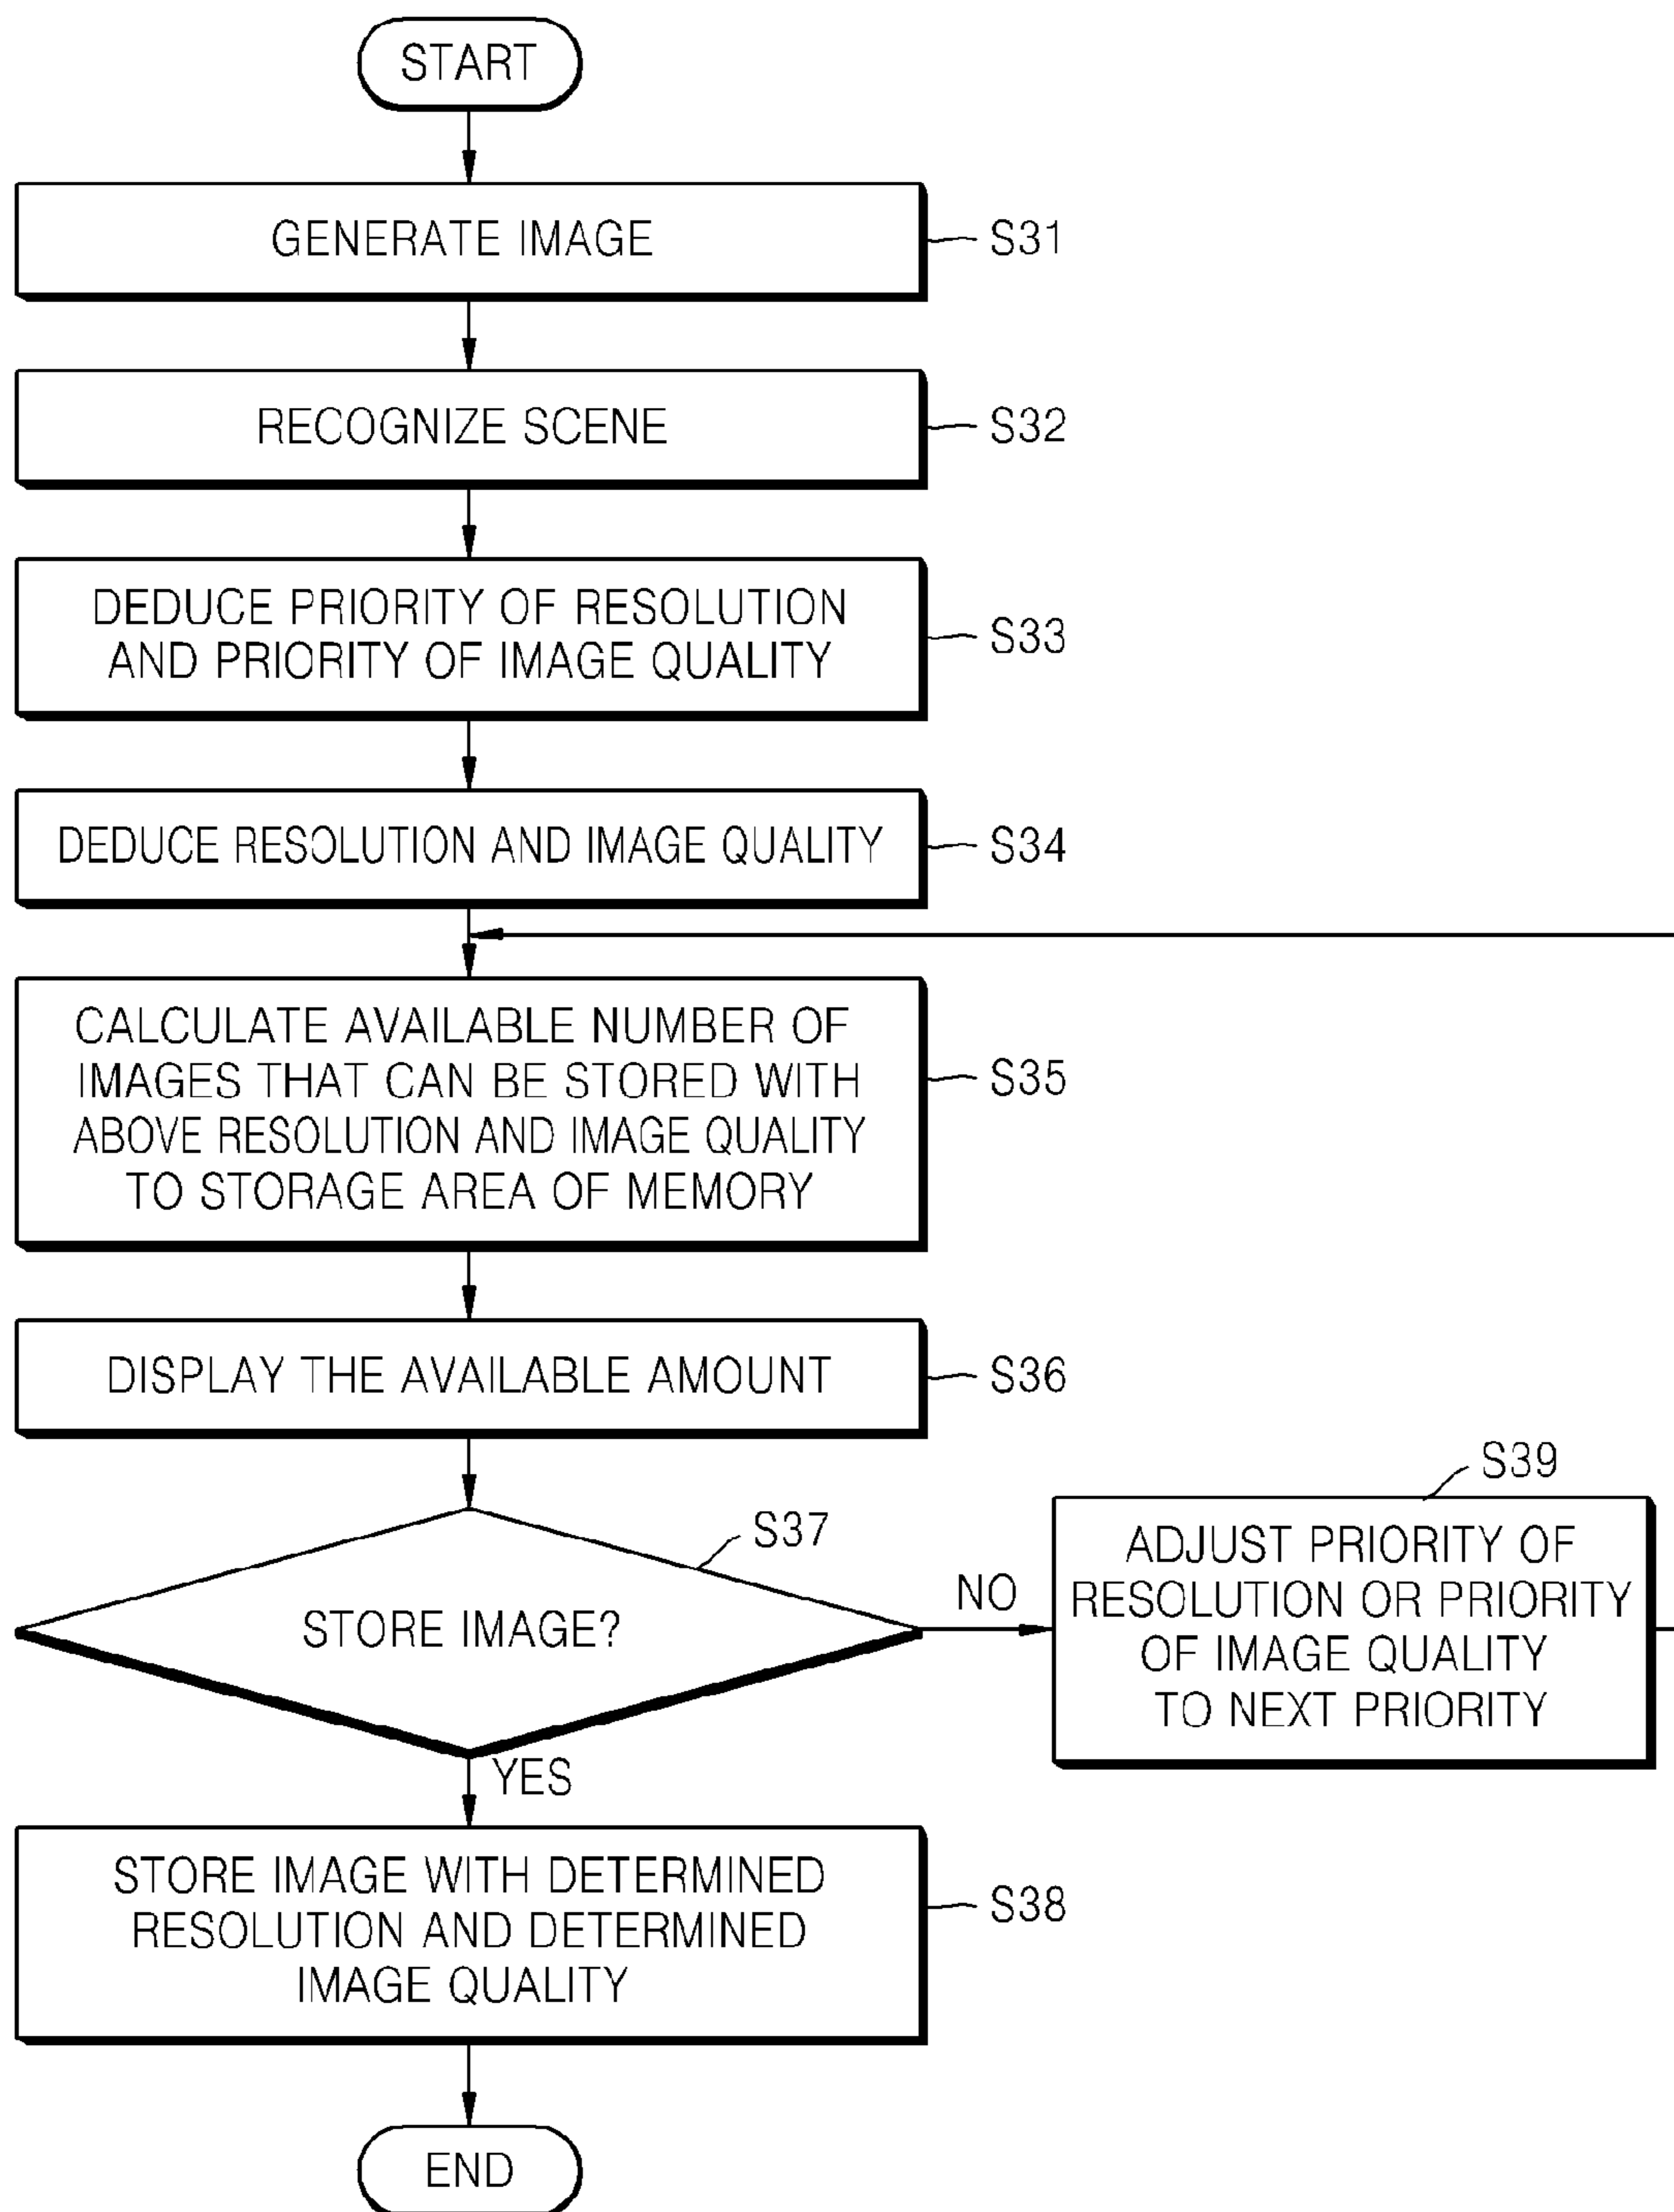 START
GENERATE IMAGE
S31
RECOGNIZE SCENE
S32
DEDUCE PRIORITY OF RESOLUTION
AND PRIORITY OF IMAGE QUALITY
S33
DEDUCE RESOLUTION AND IMAGE QUALITY
S34
CALCULATE AVAILABLE NUMBER OF
IMAGES THAT CAN BE STORED WITH
ABOVE RESOLUTION AND IMAGE QUALITY
TO STORAGE AREA OF MEMORY
S35
DISPLAY THE AVAILABLE AMOUNT
S36
STORE IMAGE?
S37
NO
S39
ADJUST PRIORITY OF
RESOLUTION OR PRIORITY
OF IMAGE QUALITY
TO NEXT PRIORITY
YES
STORE IMAGE WITH DETERMINED
RESOLUTION AND DETERMINED
IMAGE QUALITY
S38
END